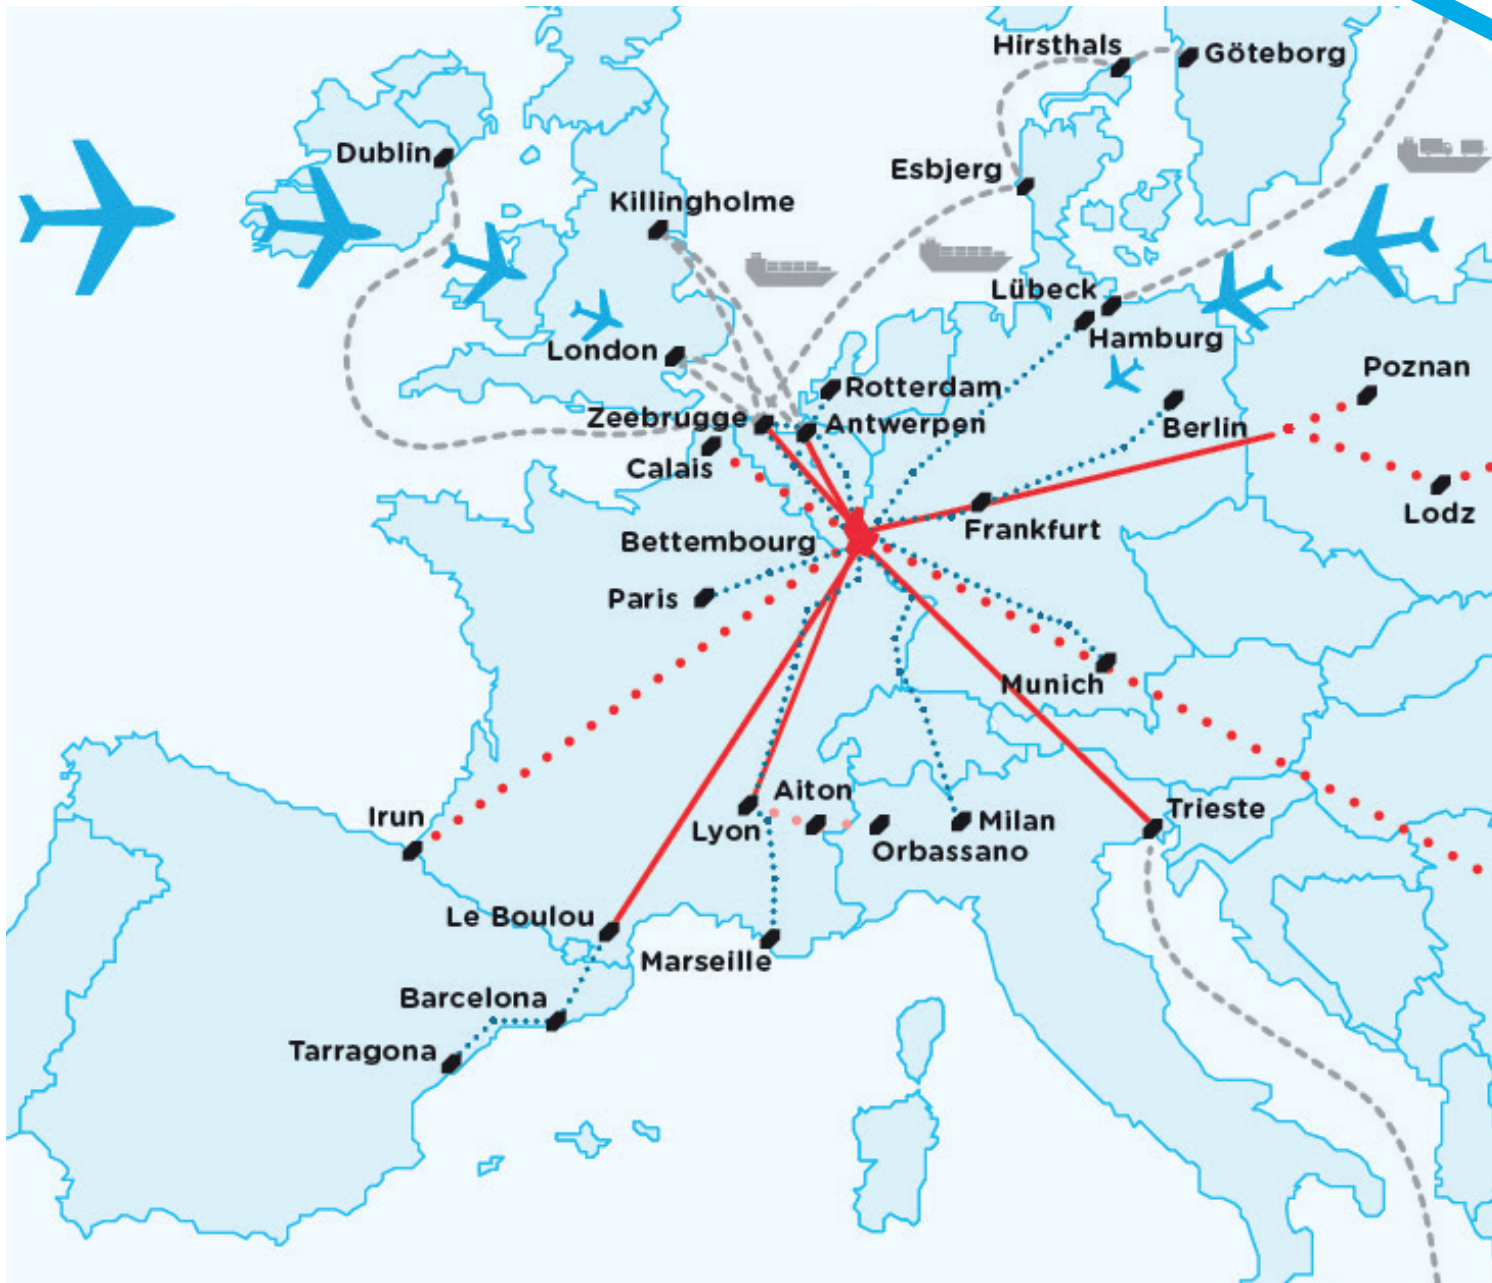 Hirsthals
Göteborg
Dublin
Esbjerg
Killingholme
Lübeck
Hamburg
London
Poznan
Rotterdam
Zeebrugge
Antwerpen
Berlin
Calais
Lodz
Frankfurt
Bettembourg
Paris
Munich
Aiton
Irun
Trieste
Lyon
Milan
Orbassano
Le Boulou
Marseille
Barcelona
Tarragona